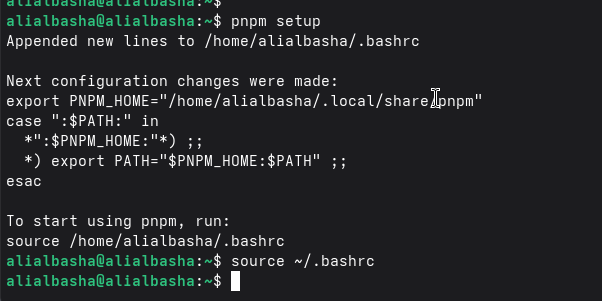 alialbasha@alialbasha:~$
alialbasha@alialbasha:~$ pnpm setup
Appended new lines to /home/alialbasha/.bashrc
Next configuration changes were made:
export PNPM_HOME="/home/alialbasha/.local/share/pnpm"
case ":$PATH:" in
  *":$PNPM_HOME:"*) ;;
  *) export PATH="$PNPM_HOME:$PATH" ;;
esac
To start using pnpm, run:
source /home/alialbasha/.bashrc
alialbasha@alialbasha:~$ source ~/.bashrc
alialbasha@alialbasha:~$